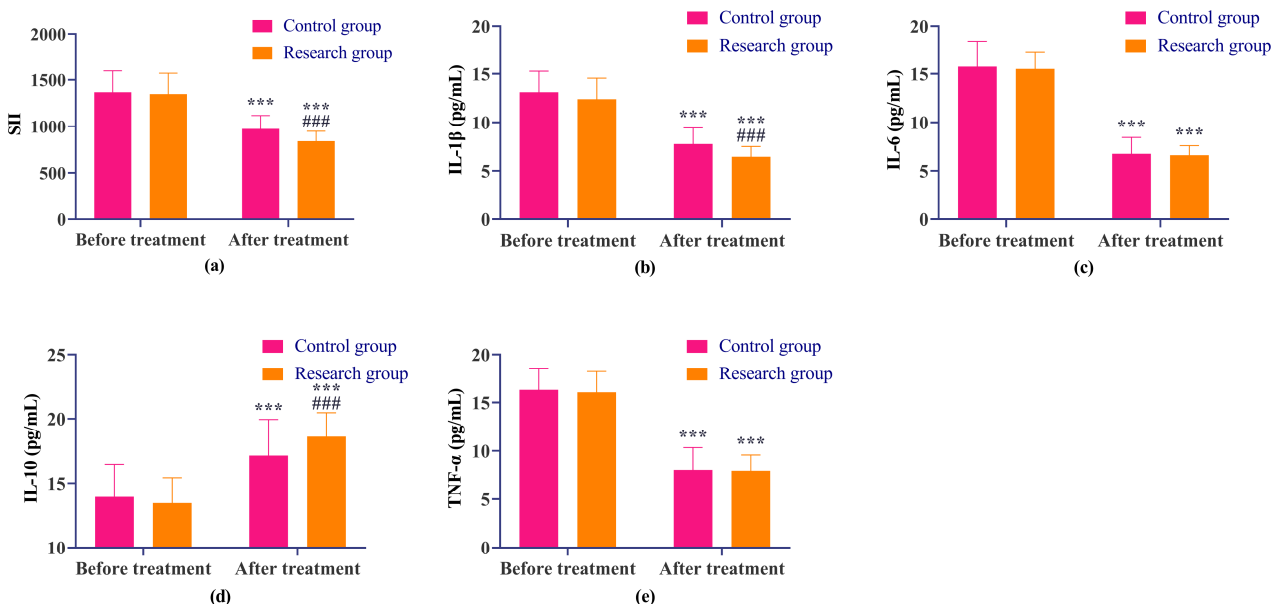 Control group
Research group
2000
1500
1000
500
0
SII
***
***
###
Before treatment After treatment
(a)
Control group
Research group
20
15
10
5
0
IL-1β (pg/mL)
***
***
###
Before treatment After treatment
(b)
Control group
Research group
20
15
10
5
0
IL-6 (pg/mL)
***
***
Before treatment After treatment
(c)
Control group
Research group
25
20
15
10
IL-10 (pg/mL)
***
***
###
Before treatment After treatment
(d)
Control group
Research group
20
15
10
5
0
TNF-α (pg/mL)
***
***
Before treatment After treatment
(e)